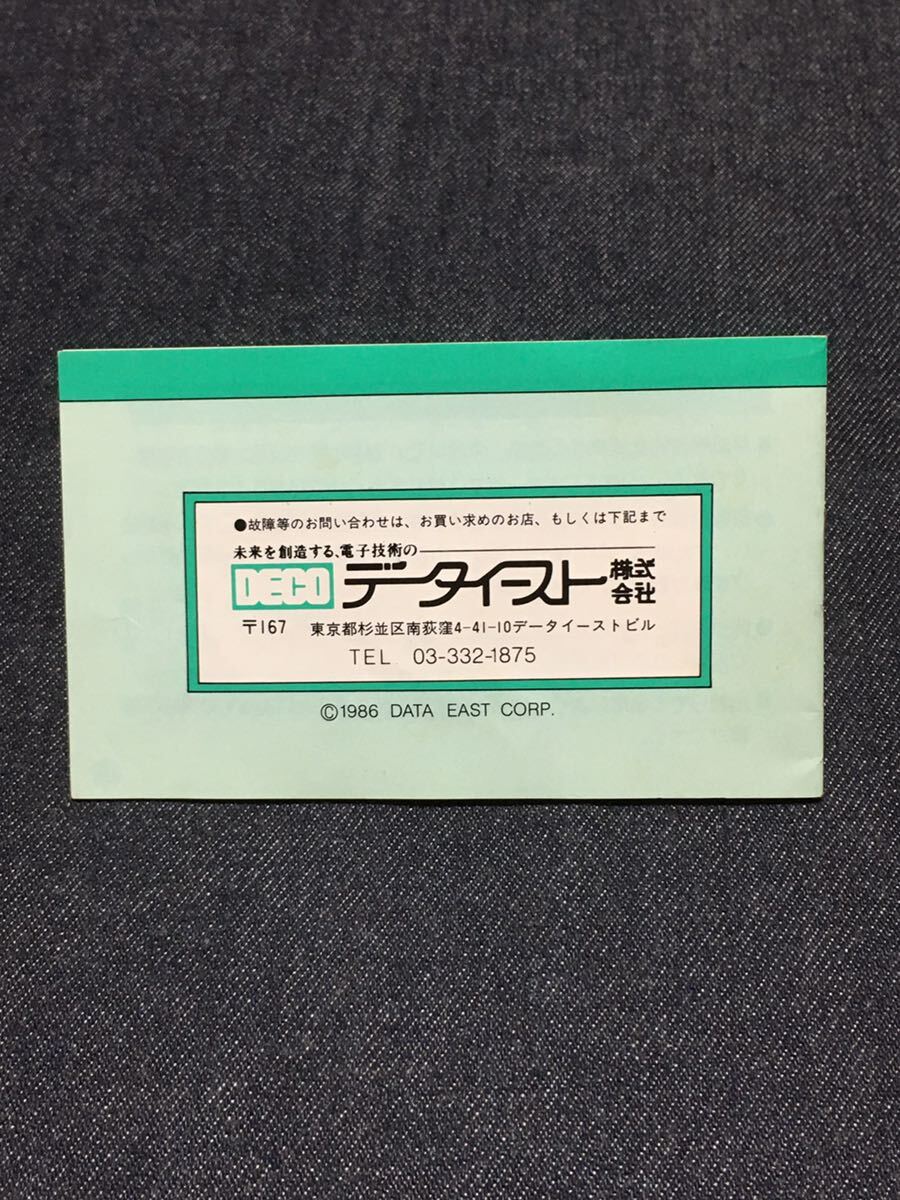 ●故障等のお問い合わせは、お買い求めのお店、もしくは下記まで
未来を創造する、電子技術の
DECO データイースト株式会社
〒167 東京都杉並区南荻窪4-41-10データイーストビル
TEL 03-332-1875
©1986 DATA EAST CORP.